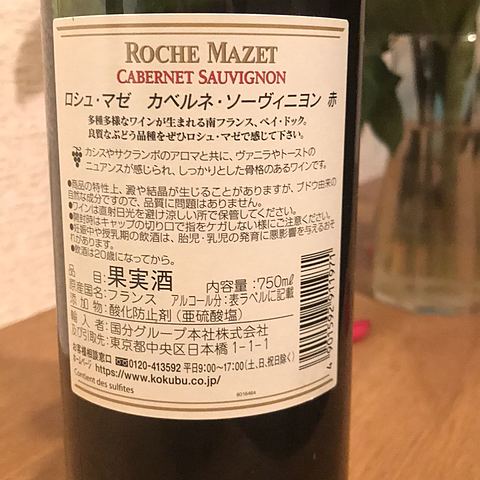 ROCHE MAZET
CABERNET SAUVIGNON
ロシュ・マゼ カベルネ・ソーヴィニヨン 赤
多種多様なワインが生まれる南フランス、ペイ・ドック。
良質なぶどう品種をぜひロシュ・マゼで感じて下さい。
カシスやサクランボのアロマと共に、ヴァニラやトーストの
ニュアンスが感じられ、しっかりとした骨格のあるワインです。
●商品の特性上、澱や結晶が生じることがありますが、ブドウ由来の
自然な成分ですので、品質に問題はありません。
●ワインは直射日光を避け涼しい所で保管してください。
●開封時はキャップの切り口で指をケガしない様にご注意ください。
●妊娠中や授乳期の飲酒は、胎児・乳児の発育に悪影響を与えるおそ
れがあります。
●飲酒は20歳になってから。
品 目:果実酒 内容量:750ml
原産国名:フランス アルコール分:表ラベルに記載
添加物:酸化防止剤(亜硫酸塩)
輸入者:国分グループ本社株式会社
及び引取先:東京都中央区日本橋1-1-1
お客様相談窓口 0120-413592 平日9:00～17:00(土、日、祝日除く)
ホームページ https://www.kokubu.co.jp/
Contient des sulfites
8016464
4 901592 911971